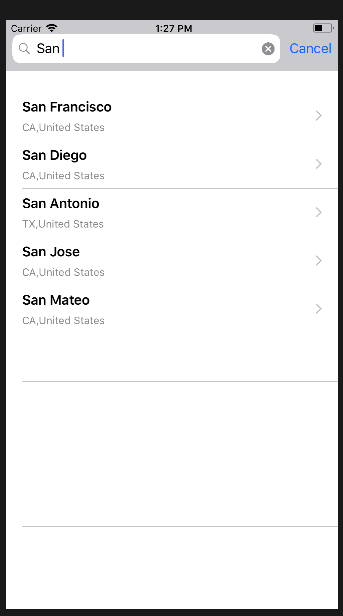 Carrier 1:27 PM
San Cancel
San Francisco
CA,United States
San Diego
CA,United States
San Antonio
TX,United States
San Jose
CA,United States
San Mateo
CA,United States